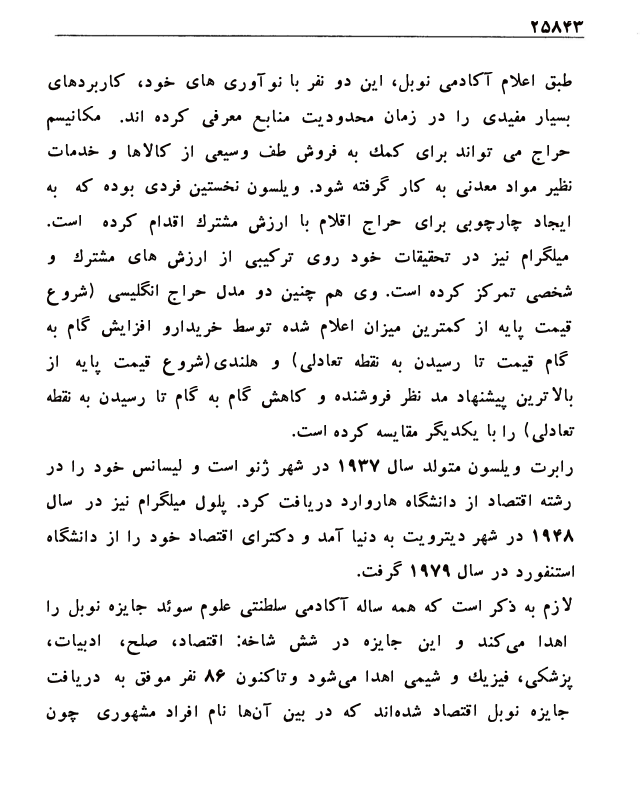 ۲۵۸۴۳
طبق اعلام آکادمی نوبل، این دو نفر با نوآوری های خود، کاربردهای
بسیار مفیدی را در زمان محدودیت منابع معرفی کرده اند. مکانیسم
حراج می تواند برای کمك به فروش طف وسیعی از کالاها و خدمات
نظیر مواد معدنی به کار گرفته شود. ویلسون نخستین فردی بوده که به
ایجاد چارچوبی برای حراج اقلام با ارزش مشترك اقدام کرده است.
میلگرام نیز در تحقیقات خود روی ترکیبی از ارزش های مشترك و
شخصی تمرکز کرده است. وی هم چنین دو مدل حراج انگلیسی (شروع
قیمت پایه از کمترین میزان اعلام شده توسط خریدارو افزایش گام به
گام قیمت تا رسیدن به نقطه تعادلی) و هلندی(شروع قیمت پایه از
بالاترین پیشنهاد مد نظر فروشنده و کاهش گام به گام تا رسیدن به نقطه
تعادلی) را با یکدیگر مقایسه کرده است.
رابرت ویلسون متولد سال ۱۹۳۷ در شهر ژنو است و لیسانس خود را در
رشته اقتصاد از دانشگاه هاروارد دریافت کرد. پلول میلگرام نیز در سال
۱۹۴۸ در شهر دیترویت به دنیا آمد و دکترای اقتصاد خود را از دانشگاه
استنفورد در سال ۱۹۷۹ گرفت.
لازم به ذکر است که همه ساله آکادمی سلطنتی علوم سوئد جایزه نوبل را
اهدا می‌کند و این جایزه در شش شاخه: اقتصاد، صلح، ادبیات،
پزشکی، فیزیك و شیمی اهدا می‌شود وتاکنون ۸۶ نفر موفق به دریافت
جایزه نوبل اقتصاد شده‌اند که در بین آن‌ها نام افراد مشهوری چون